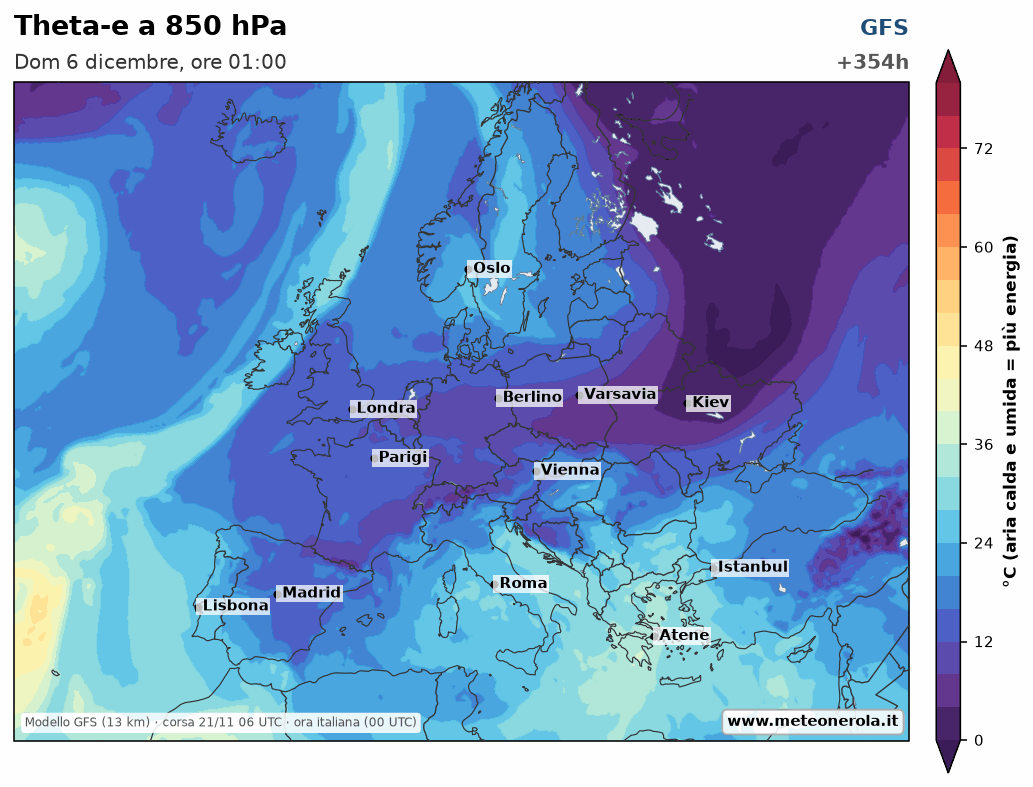 Theta-e a 850 hPa
GFS
Dom 6 dicembre, ore 01:00
+354h
Oslo
Berlino
Varsavia
Kiev
Londra
Parigi
Vienna
Istanbul
Roma
Madrid
Lisbona
Atene
Modello GFS (13 km) · corsa 21/11 06 UTC · ora italiana (00 UTC)
www.meteonerola.it
72
60
48
36
24
12
0
°C (aria calda e umida = più energia)